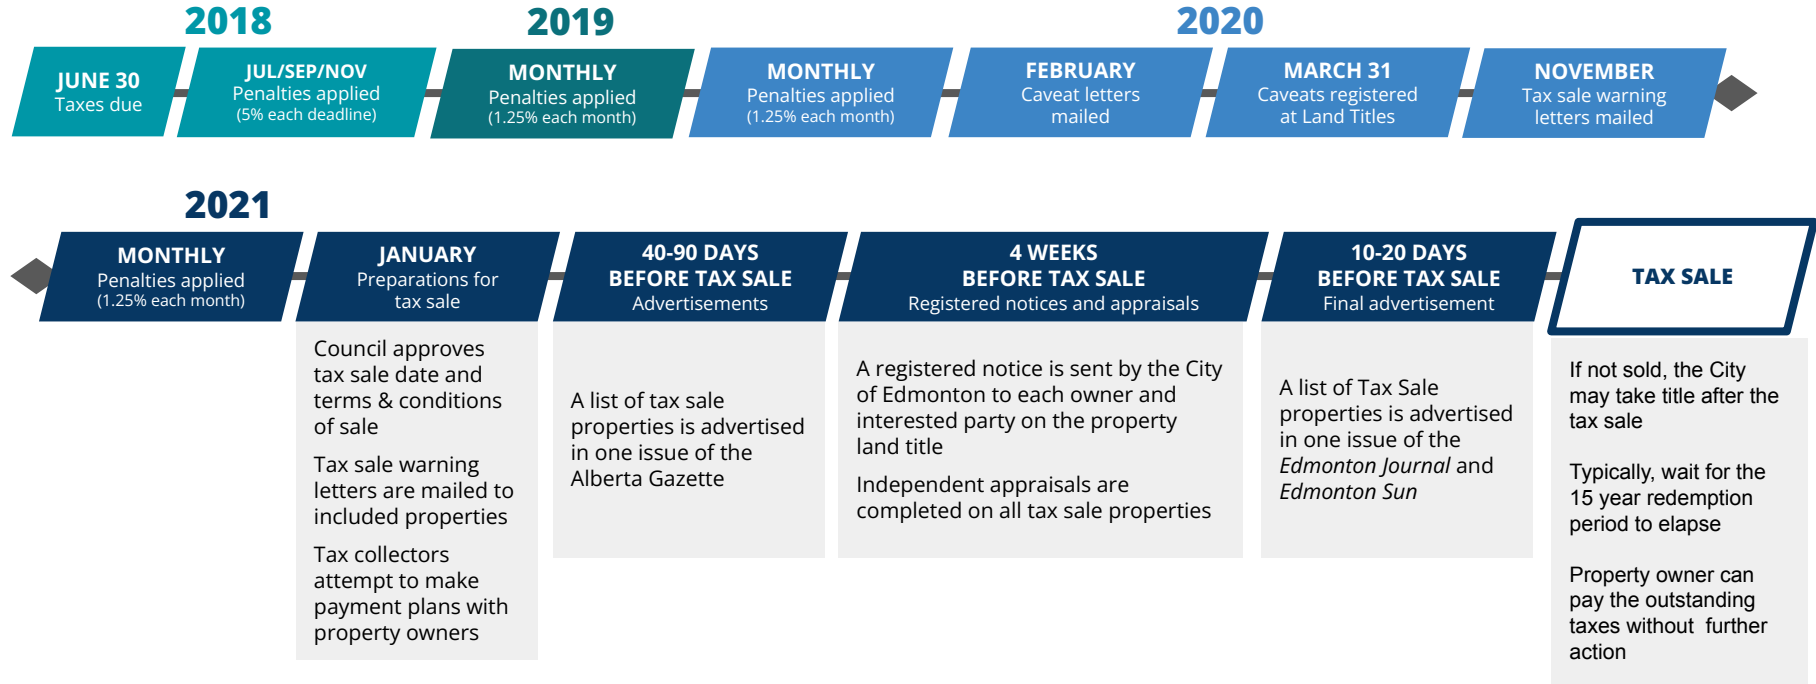 2018
2019
2020
JUNE 30
Taxes due
JUL/SEP/NOV
Penalties applied
(5% each deadline)
MONTHLY
Penalties applied
(1.25% each month)
MONTHLY
Penalties applied
(1.25% each month)
FEBRUARY
Caveat letters
mailed
MARCH 31
Caveats registered
at Land Titles
NOVEMBER
Tax sale warning
letters mailed
2021
MONTHLY
Penalties applied
(1.25% each month)
JANUARY
Preparations for
tax sale
Council approves
tax sale date and
terms & conditions
of sale
Tax sale warning
letters are mailed to
included properties
Tax collectors
attempt to make
payment plans with
property owners
40-90 DAYS
BEFORE TAX SALE
Advertisements
A list of tax sale
properties is advertised
in one issue of the
Alberta Gazette
4 WEEKS
BEFORE TAX SALE
Registered notices and appraisals
A registered notice is sent by the City
of Edmonton to each owner and
interested party on the property
land title
Independent appraisals are
completed on all tax sale properties
10-20 DAYS
BEFORE TAX SALE
Final advertisement
A list of Tax Sale
properties is advertised
in one issue of the
Edmonton Journal and
Edmonton Sun
TAX SALE
If not sold, the City
may take title after the
tax sale
Typically, wait for the
15 year redemption
period to elapse
Property owner can
pay the outstanding
taxes without further
action